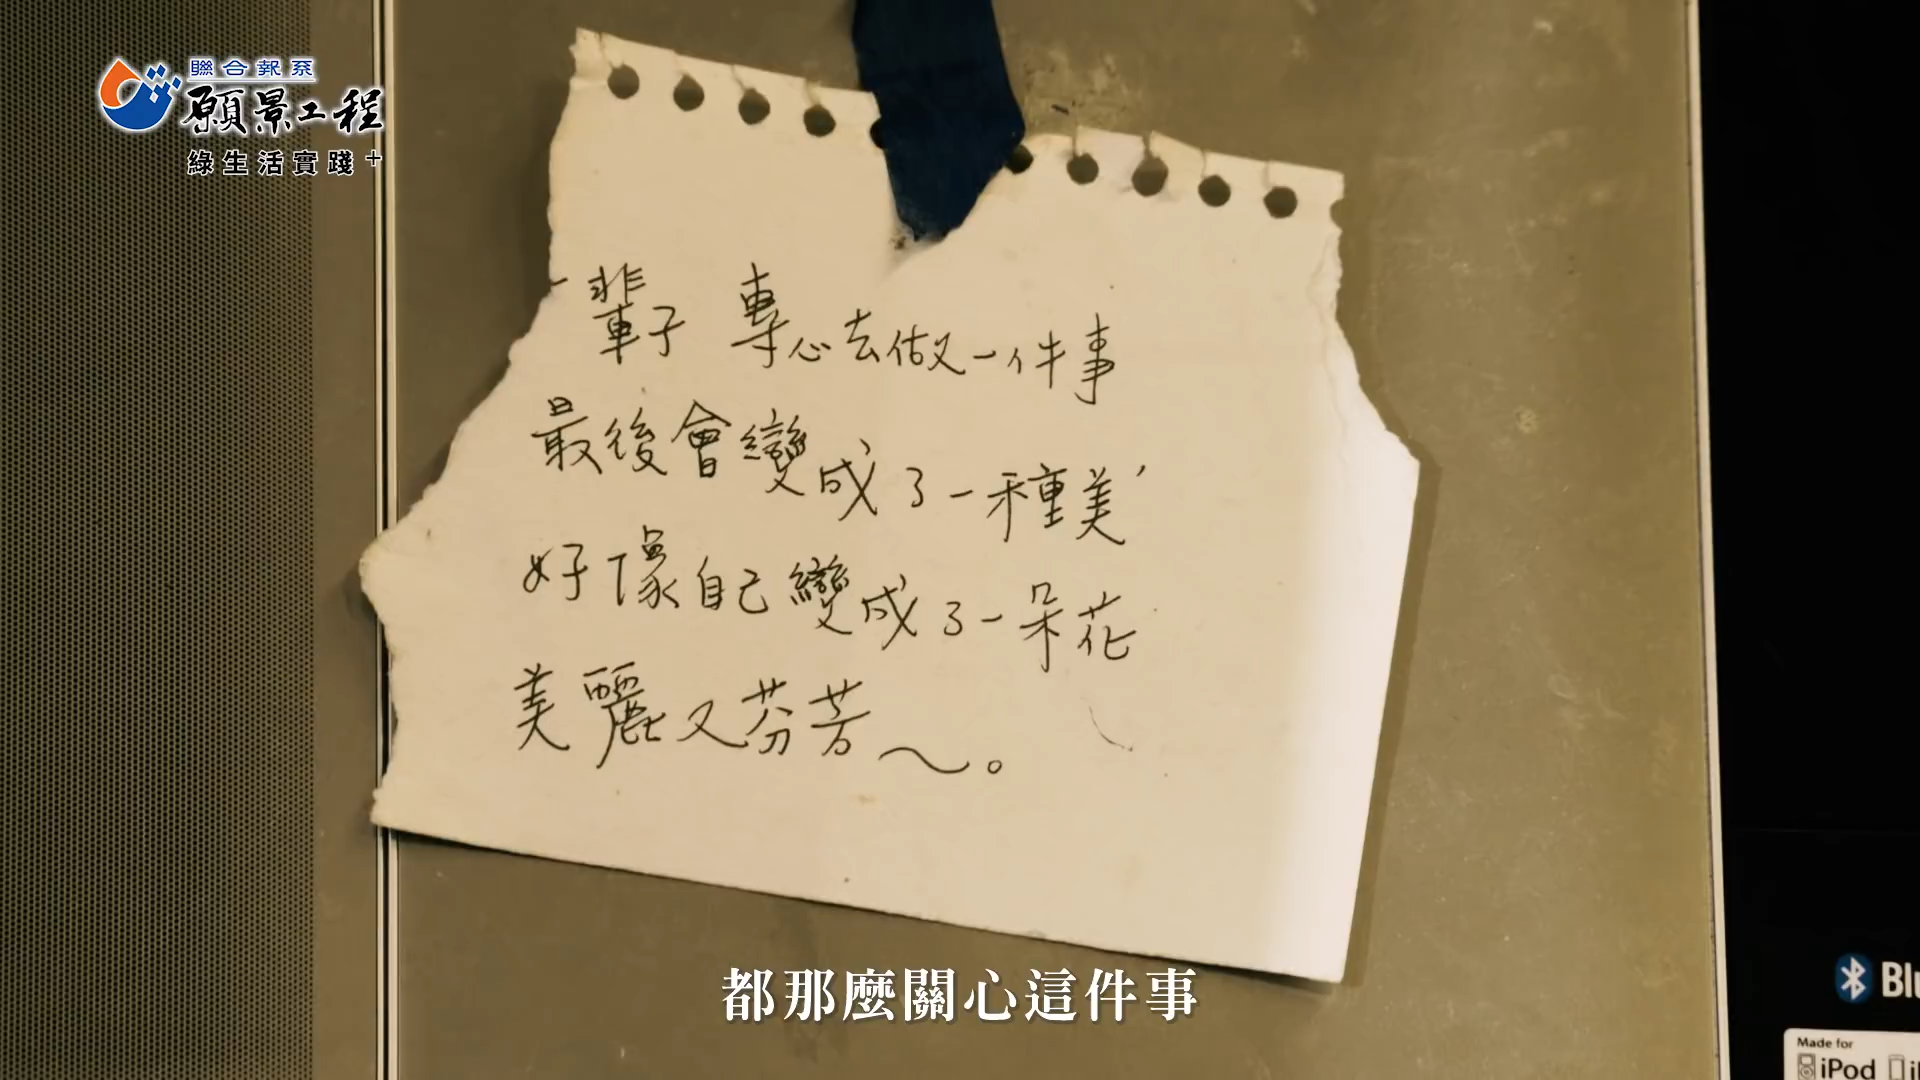 聯合報系
願景工程
綠生活實踐+
一輩子 專心去做一件事
最後會變成了一種美，
好像自己變成了一朵花
美麗又芬芳～。
都那麼關心這件事
Made for
iPod